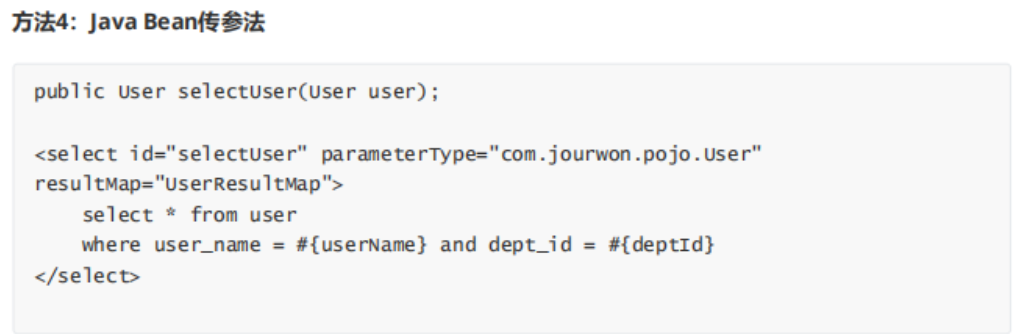 方法4：Java Bean传参法
public User selectUser(User user);
<select id="selectUser" parameterType="com.jourwon.pojo.User"
resultMap="UserResultMap">
    select * from user
    where user_name = #{userName} and dept_id = #{deptId}
</select>